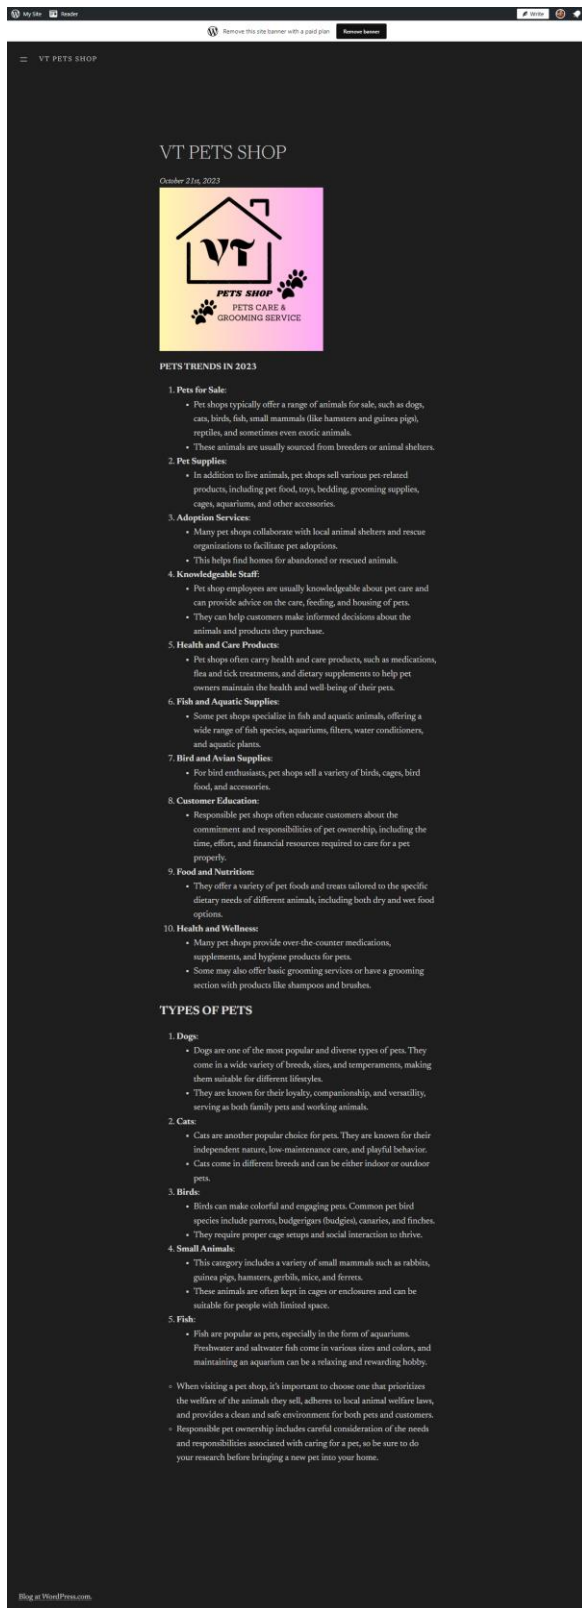 My Site Reader Write
Remove this site banner with a paid plan Remove banner
VT PETS SHOP
VT PETS SHOP
October 21st, 2023
VT
PETS SHOP
PETS CARE &
GROOMING SERVICE
PETS TRENDS IN 2023
1. Pets for Sale:
• Pet shops typically offer a range of animals for sale, such as dogs,
cats, birds, fish, small mammals (like hamsters and guinea pigs),
reptiles, and sometimes even exotic animals.
• These animals are usually sourced from breeders or animal shelters.
2. Pet Supplies:
• In addition to live animals, pet shops sell various pet-related
products, including pet food, toys, bedding, grooming supplies,
cages, aquariums, and other accessories.
3. Adoption Services:
• Many pet shops collaborate with local animal shelters and rescue
organizations to facilitate pet adoptions.
• This helps find homes for abandoned or rescued animals.
4. Knowledgeable Staff:
• Pet shop employees are usually knowledgeable about pet care and
can provide advice on the care, feeding, and housing of pets.
• They can help customers make informed decisions about the
animals and products they purchase.
5. Health and Care Products:
• Pet shops often carry health and care products, such as medications,
flea and tick treatments, and dietary supplements to help pet
owners maintain the health and well-being of their pets.
6. Fish and Aquatic Supplies:
• Some pet shops specialize in fish and aquatic animals, offering a
wide range of fish species, aquariums, filters, water conditioners,
and aquatic plants.
7. Bird and Avian Supplies:
• For bird enthusiasts, pet shops sell a variety of birds, cages, bird
food, and accessories.
8. Customer Education:
• Responsible pet shops often educate customers about the
commitment and responsibilities of pet ownership, including the
time, effort, and financial resources required to care for a pet
properly.
9. Food and Nutrition:
• They offer a variety of pet foods and treats tailored to the specific
dietary needs of different animals, including both dry and wet food
options.
10. Health and Wellness:
• Many pet shops provide over-the-counter medications,
supplements, and hygiene products for pets.
• Some may also offer basic grooming services or have a grooming
section with products like shampoos and brushes.
TYPES OF PETS
1. Dogs:
• Dogs are one of the most popular and diverse types of pets. They
come in a wide variety of breeds, sizes, and temperaments, making
them suitable for different lifestyles.
• They are known for their loyalty, companionship, and versatility,
serving as both family pets and working animals.
2. Cats:
• Cats are another popular choice for pets. They are known for their
independent nature, low-maintenance care, and playful behavior.
• Cats come in different breeds and can be either indoor or outdoor
pets.
3. Birds:
• Birds can make colorful and engaging pets. Common pet bird
species include parrots, budgerigars (budgies), canaries, and finches.
• They require proper cage setups and social interaction to thrive.
4. Small Animals:
• This category includes a variety of small mammals such as rabbits,
guinea pigs, hamsters, gerbils, mice, and ferrets.
• These animals are often kept in cages or enclosures and can be
suitable for people with limited space.
5. Fish:
• Fish are popular as pets, especially in the form of aquariums.
Freshwater and saltwater fish come in various sizes and colors, and
maintaining an aquarium can be a relaxing and rewarding hobby.
◦ When visiting a pet shop, it's important to choose one that prioritizes
the welfare of the animals they sell, adheres to local animal welfare laws,
and provides a clean and safe environment for both pets and customers.
◦ Responsible pet ownership includes careful consideration of the needs
and responsibilities associated with caring for a pet, so be sure to do
your research before bringing a new pet into your home.
Blog at WordPress.com.